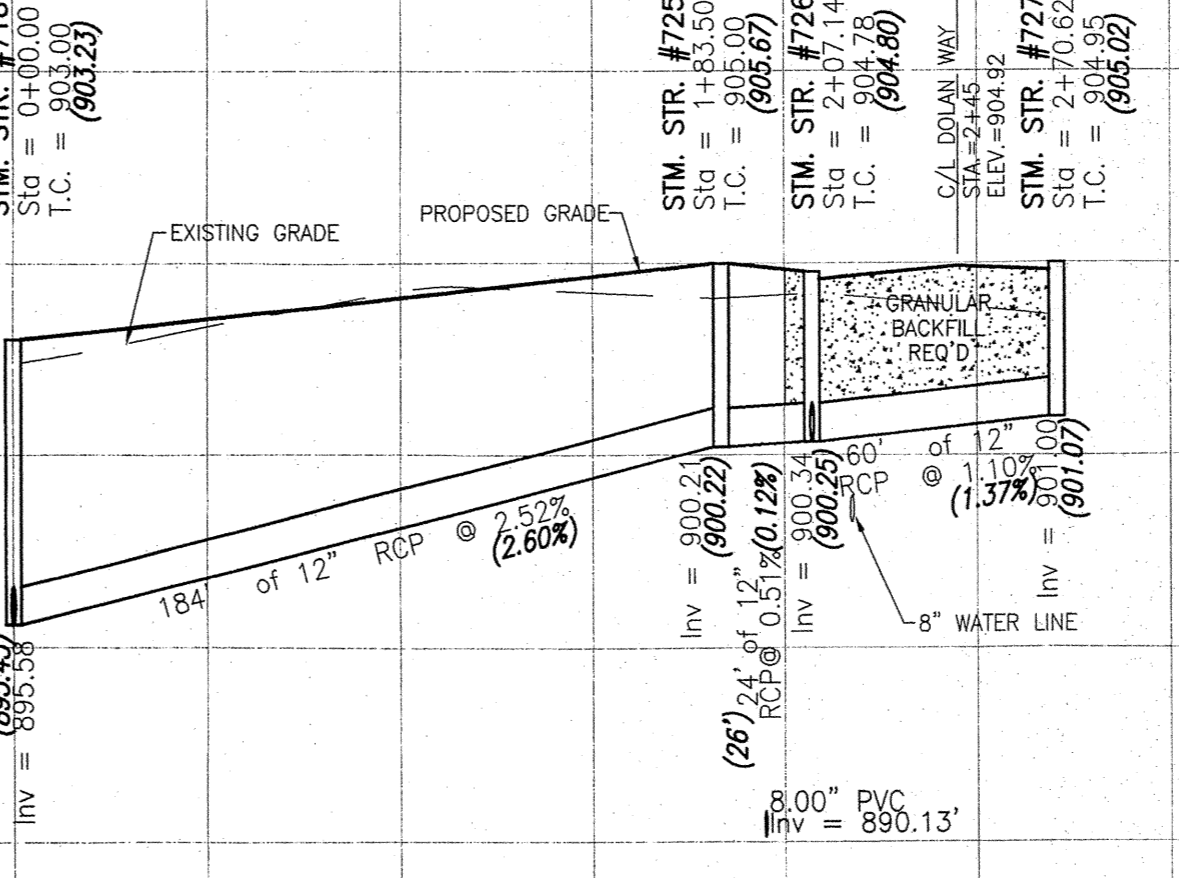 STM. STR.
Sta = 0+00.00
T.C. = 903.00
(903.23)
STM. STR. #725
Sta = 1+83.50
T.C. = 905.00
(905.67)
STM. STR. #726
Sta = 2+07.14
T.C. = 904.78
(904.80)
C/L DOLAN WAY
STA.=2+45
ELEV.=904.92
STM. STR. #727
Sta = 2+70.62
T.C. = 904.95
(905.02)
EXISTING GRADE
PROPOSED GRADE
GRANULAR
BACKFILL
REQ'D
184' of 12" RCP @ 2.52%
(2.60%)
Inv = 900.21
(900.22)
(26') 24' of 12"
RCP@ 0.51% (0.12%)
Inv = 900.34
(900.25)
60' of 12"
RCP @ 1.10%
(1.37%)
Inv = 901.00
(901.07)
8" WATER LINE
Inv = 895.58
8.00" PVC
Inv = 890.13'